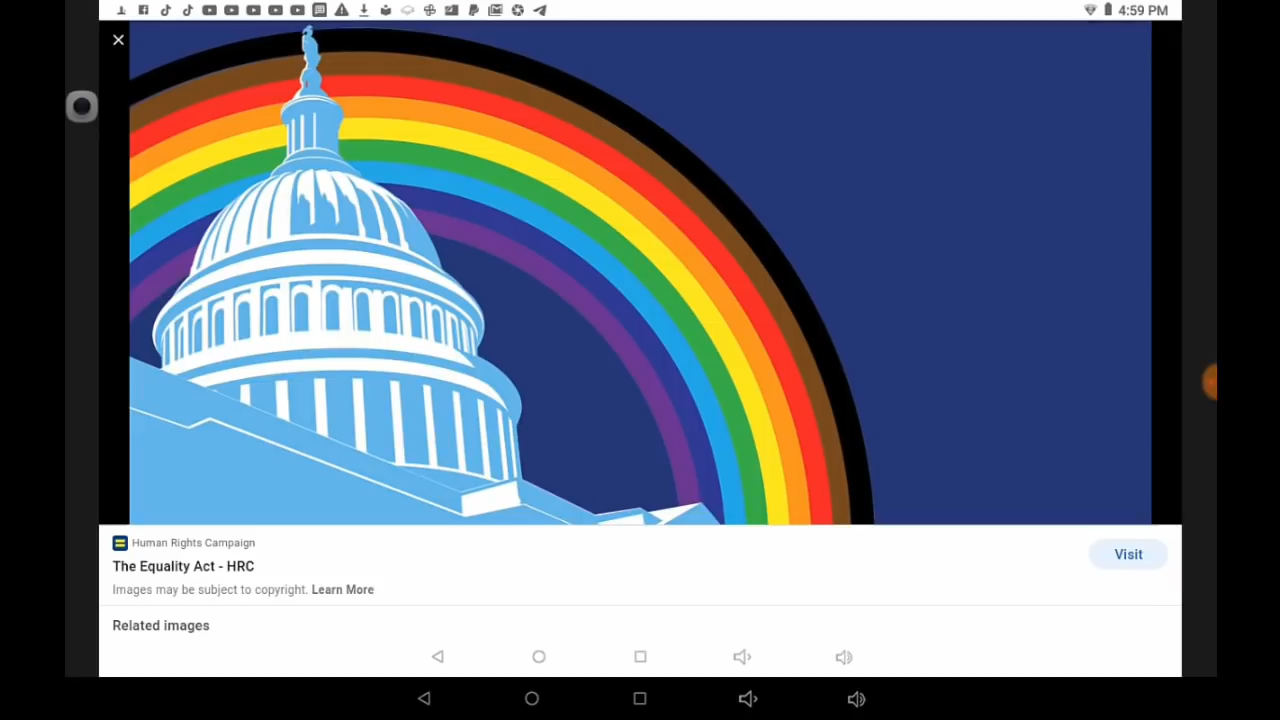 4:59 PM
Human Rights Campaign
The Equality Act - HRC
Visit
Images may be subject to copyright. Learn More
Related images